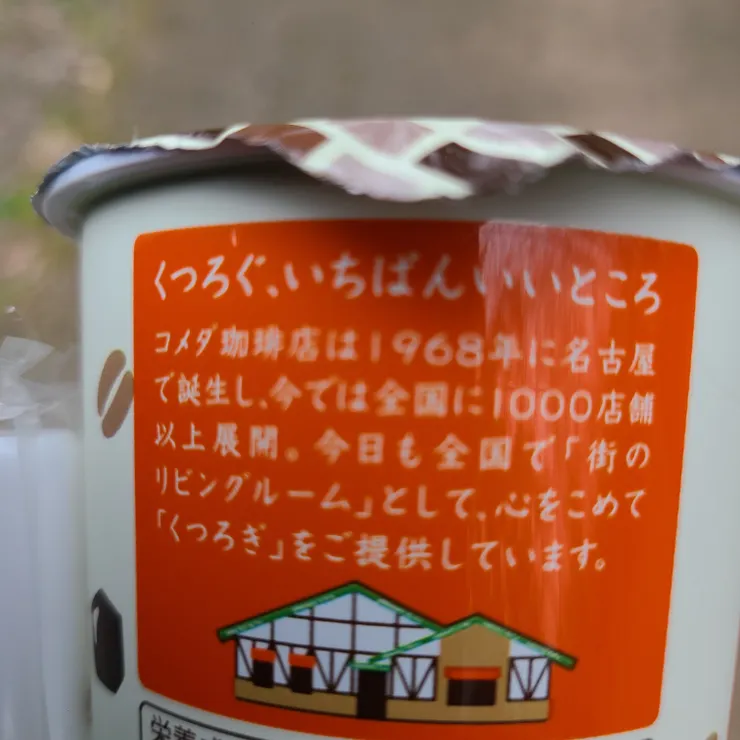 くつろぐ、いちばんいいところ
コメダ珈琲店は1968年に名古屋
で誕生し、今では全国に1000店舗
以上展開。今日も全国で「街の
リビングルーム」として、心をこめて
「くつろぎ」をご提供しています。
栄養